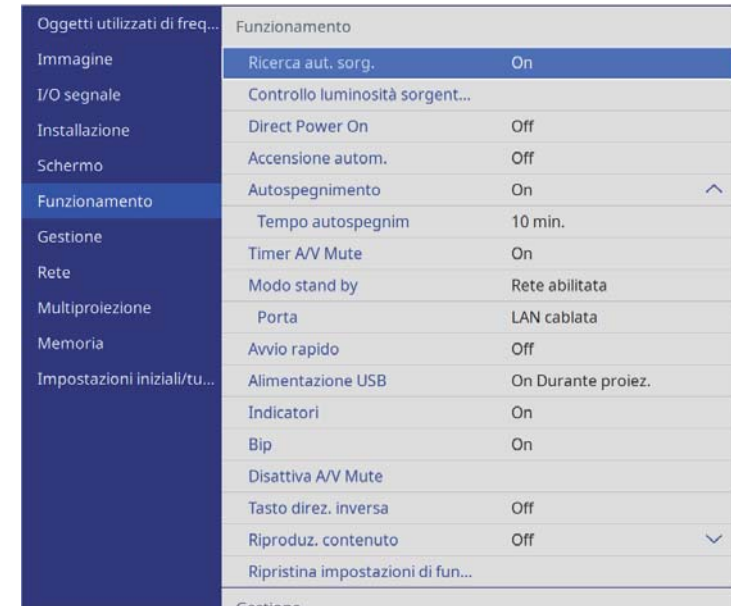 Oggetti utilizzati di freq...
Immagine
I/O segnale
Installazione
Schermo
Funzionamento
Gestione
Rete
Multiproiezione
Memoria
Impostazioni iniziali/tu...
Funzionamento
Ricerca aut. sorg. On
Controllo luminosità sorgent...
Direct Power On Off
Accensione autom. Off
Autospegnimento On
Tempo autospegnim 10 min.
Timer A/V Mute On
Modo stand by Rete abilitata
Porta LAN cablata
Avvio rapido Off
Alimentazione USB On Durante proiez.
Indicatori On
Bip On
Disattiva A/V Mute
Tasto direz. inversa Off
Riproduz. contenuto Off
Ripristina impostazioni di fun...
Gestione